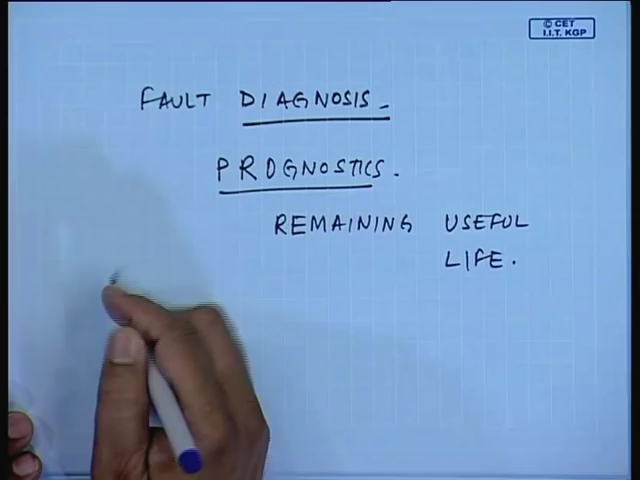 © CET
I.I.T. KGP
FAULT DIAGNOSIS.
PROGNOSTICS.
REMAINING USEFUL
LIFE.